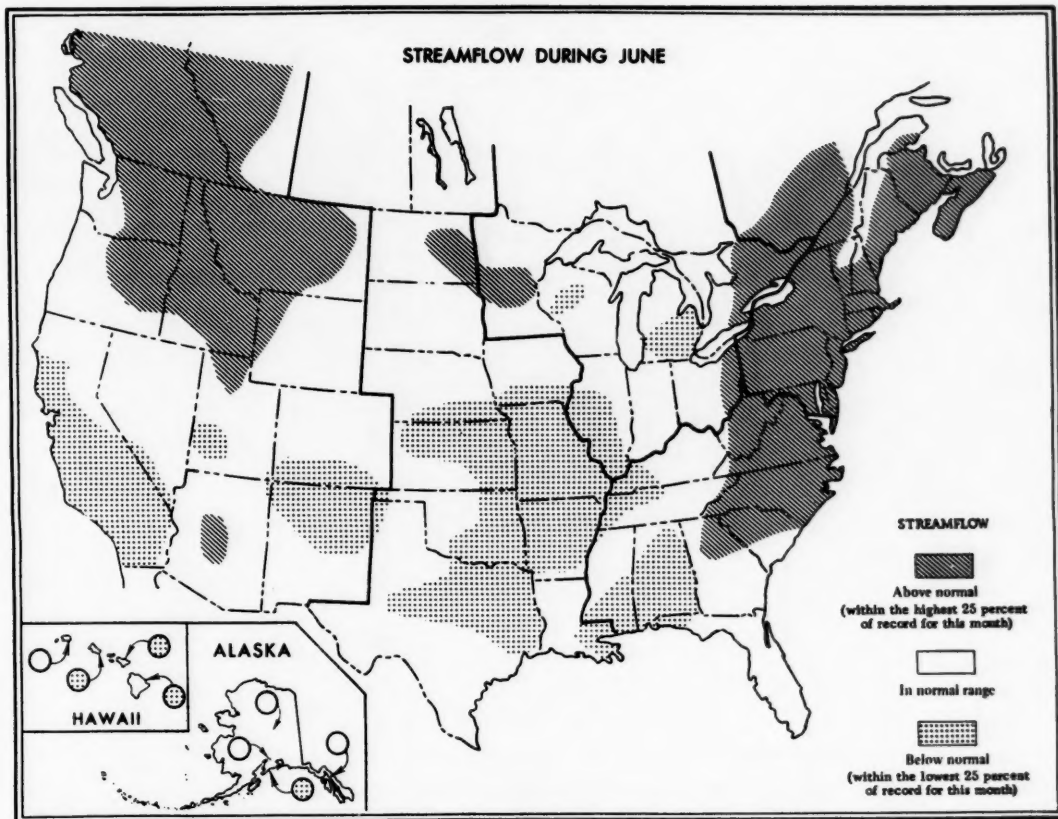 STREAMFLOW DURING JUNE
STREAMFLOW
Above normal
(within the highest 25 percent
of record for this month)
In normal range
Below normal
(within the lowest 25 percent
of record for this month)
ALASKA
HAWAII